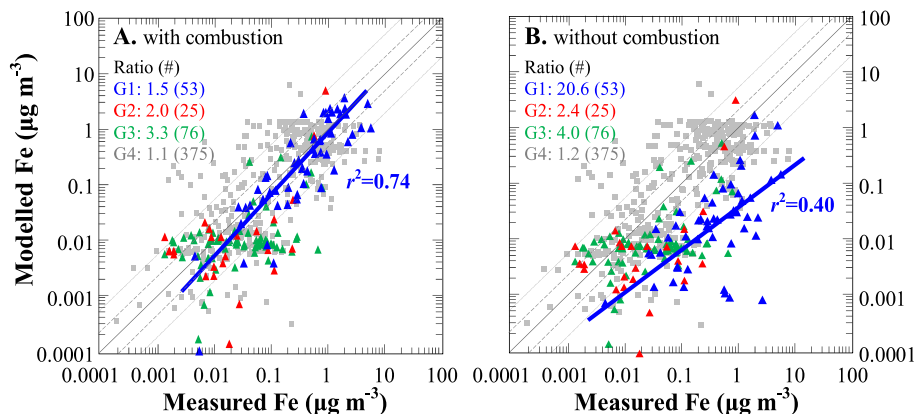 A. with combustion
Ratio (#)
G1: 1.5 (53)
G2: 2.0 (25)
G3: 3.3 (76)
G4: 1.1 (375)
r²=0.74
Modelled Fe (µg m⁻³)
100
10
1
0.1
0.01
0.001
0.0001
0.0001 0.001 0.01 0.1 1 10 100
Measured Fe (µg m⁻³)
B. without combustion
Ratio (#)
G1: 20.6 (53)
G2: 2.4 (25)
G3: 4.0 (76)
G4: 1.2 (375)
r²=0.40
100
10
1
0.1
0.01
0.001
0.0001
Modelled Fe (µg m⁻³)
0.0001 0.001 0.01 0.1 1 10 100
Measured Fe (µg m⁻³)